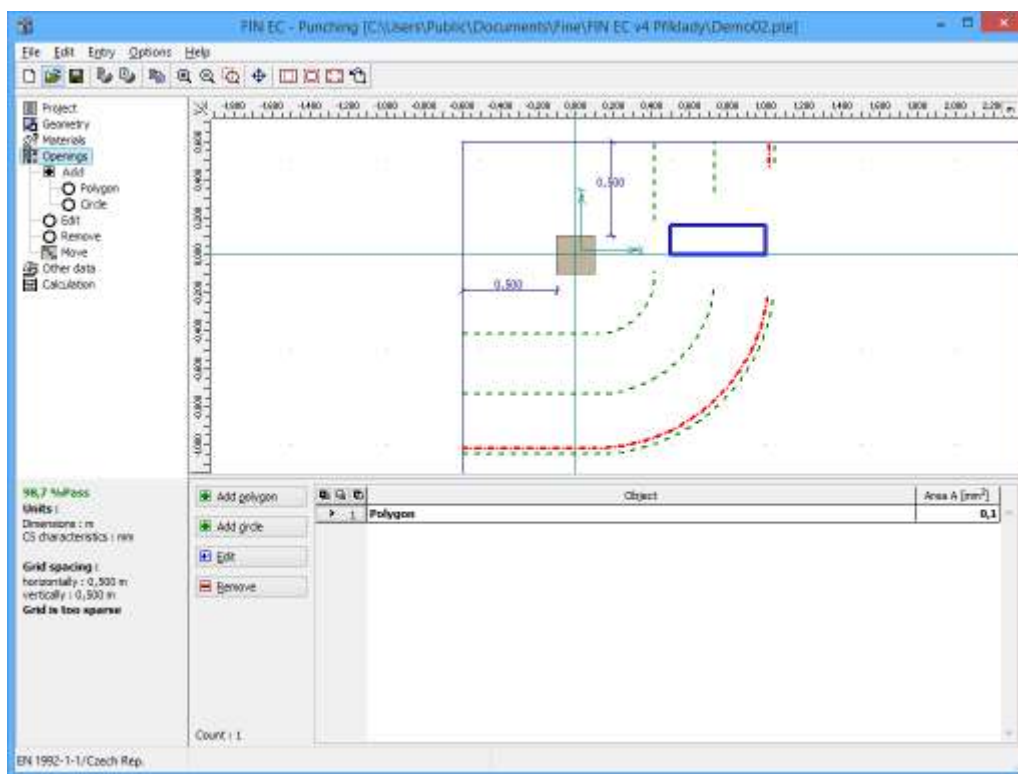 FIN EC - Punching [C:\Users\Public\Documents\Fine\FIN EC v4 Příklady\Demo02.pte]
File Edit Entry Options Help
Project
Geometry
Materials
Openings
Add
Polygon
Circle
Edit
Remove
Move
Other data
Calculation
0,500
0,500
98,7 %Pass
Units :
Dimensions : m
CS characteristics : mm
Grid spacing :
horizontally : 0,500 m
vertically : 0,500 m
Grid is too sparse
Add polygon
Add circle
Edit
Remove
Count : 1
Object Area A [mm²]
1 Polygon 0,1
EN 1992-1-1/Czech Rep.